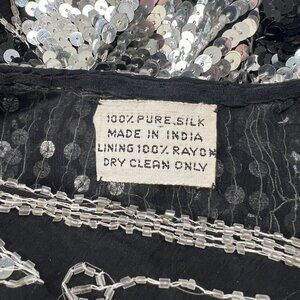 100% PURE SILK
MADE IN INDIA
LINING 100% RAYON
DRY CLEAN ONLY